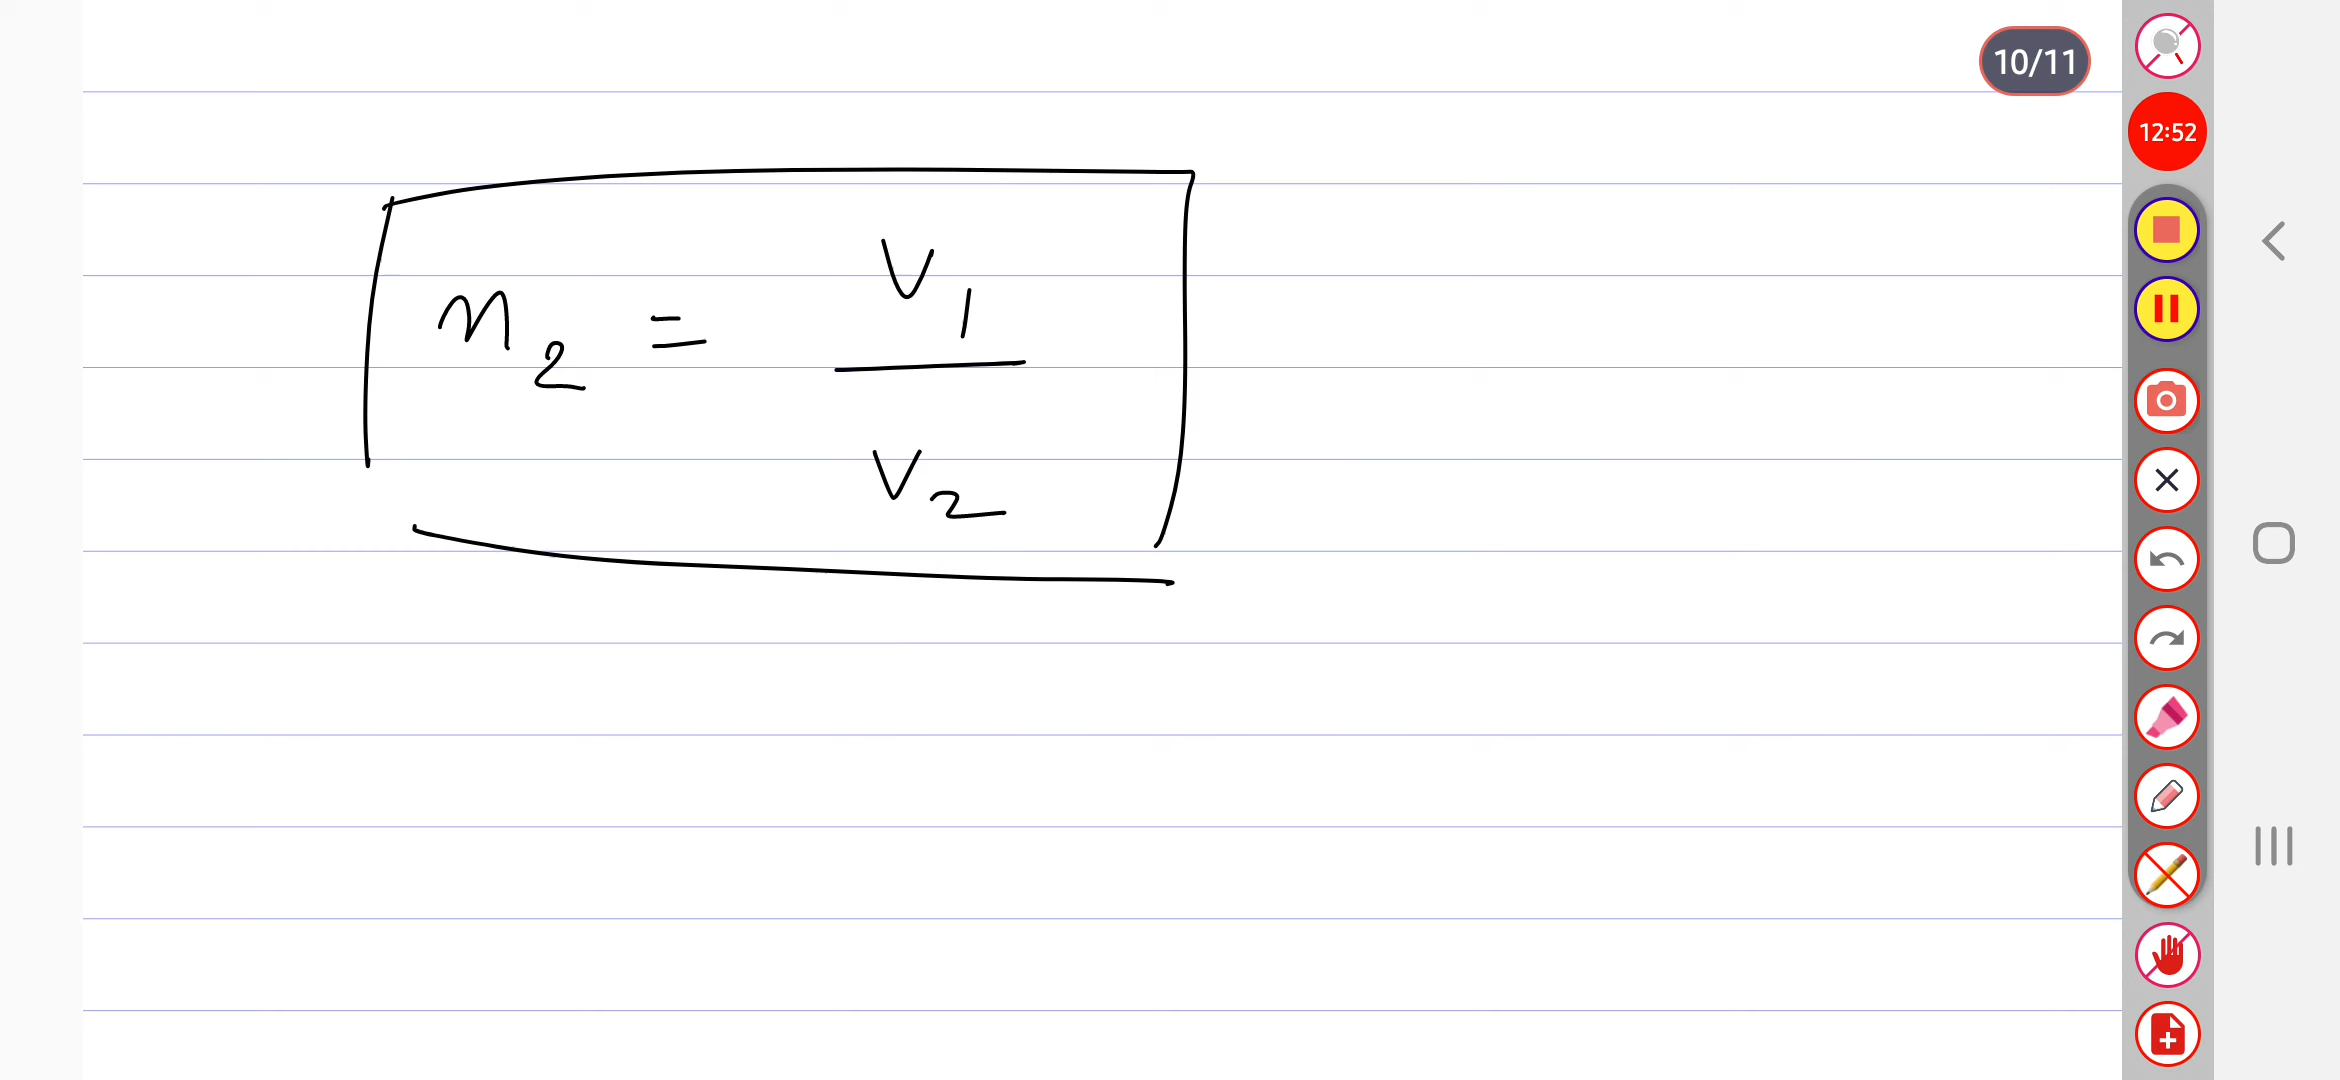 10/11
12:52
n₂ = V₁ / V₂